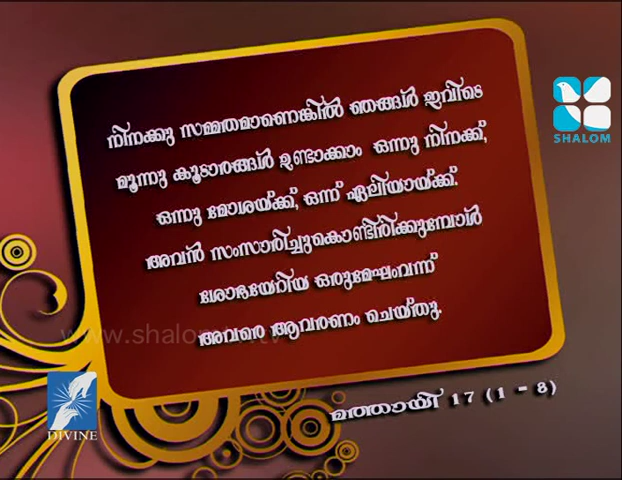 നിനക്കു സമ്മതമാണെങ്കിൽ ഞങ്ങൾ ഇവിടെ
മൂന്നു കൂടാരങ്ങൾ ഉണ്ടാക്കാം ഒന്നു നിനക്ക്,
ഒന്നു മോശയ്ക്ക്, ഒന്ന് ഏലിയായ്ക്ക്.
അവൻ സംസാരിച്ചുകൊണ്ടിരിക്കുമ്പോൾ
ശോഭയേറിയ ഒരുമേഘംവന്ന്
അവരെ ആവരണം ചെയ്തു.
മത്തായി 17 (1 - 8)
SHALOM
DIVINE